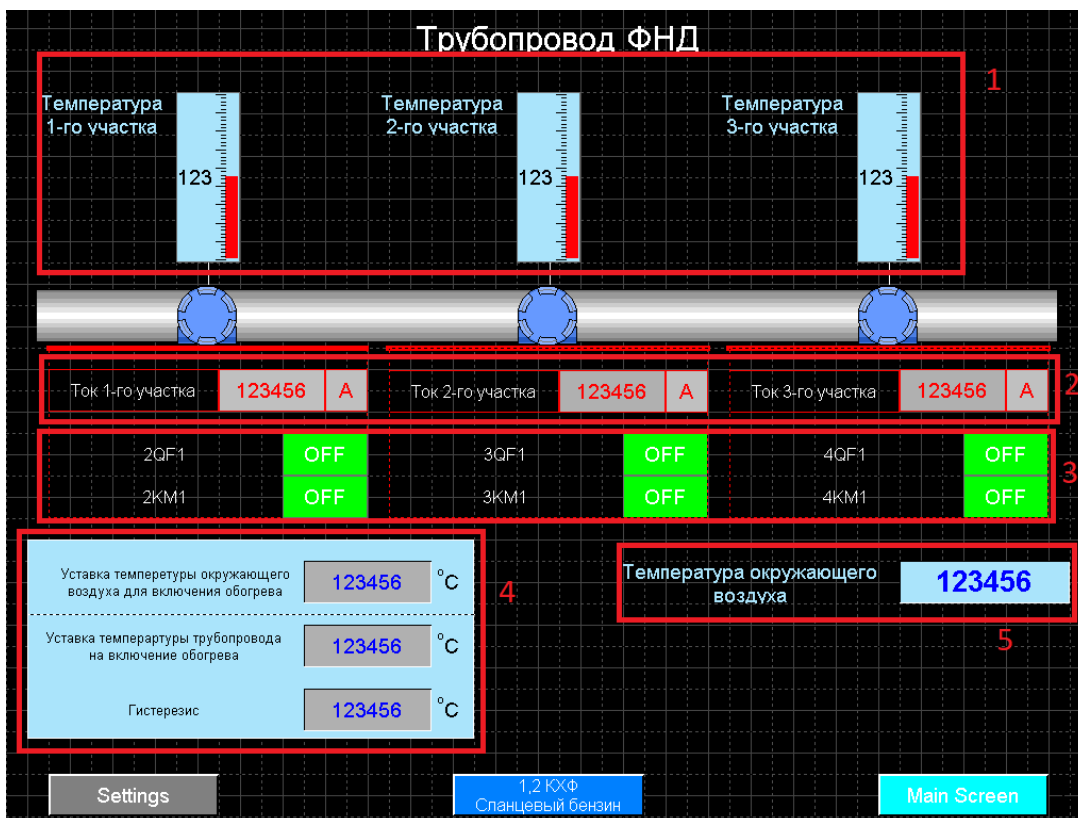 Трубопровод ФНД
1
Температура
1-го участка
123
Температура
2-го участка
123
Температура
3-го участка
123
Ток 1-го участка 123456 A
Ток 2-го участка 123456 A
Ток 3-го участка 123456 A
2
2QF1 OFF
3QF1 OFF
4QF1 OFF
2KM1 OFF
3KM1 OFF
4KM1 OFF
3
Уставка темперетуры окружающего
воздуха для включения обогрева
123456 °C
Уставка темперартуры трубопровода
на включение обогрева
123456 °C
Гистерезис
123456 °C
4
Температура окружающего
воздуха
123456
5
Settings
1,2 КХФ
Сланцевый бензин
Main Screen